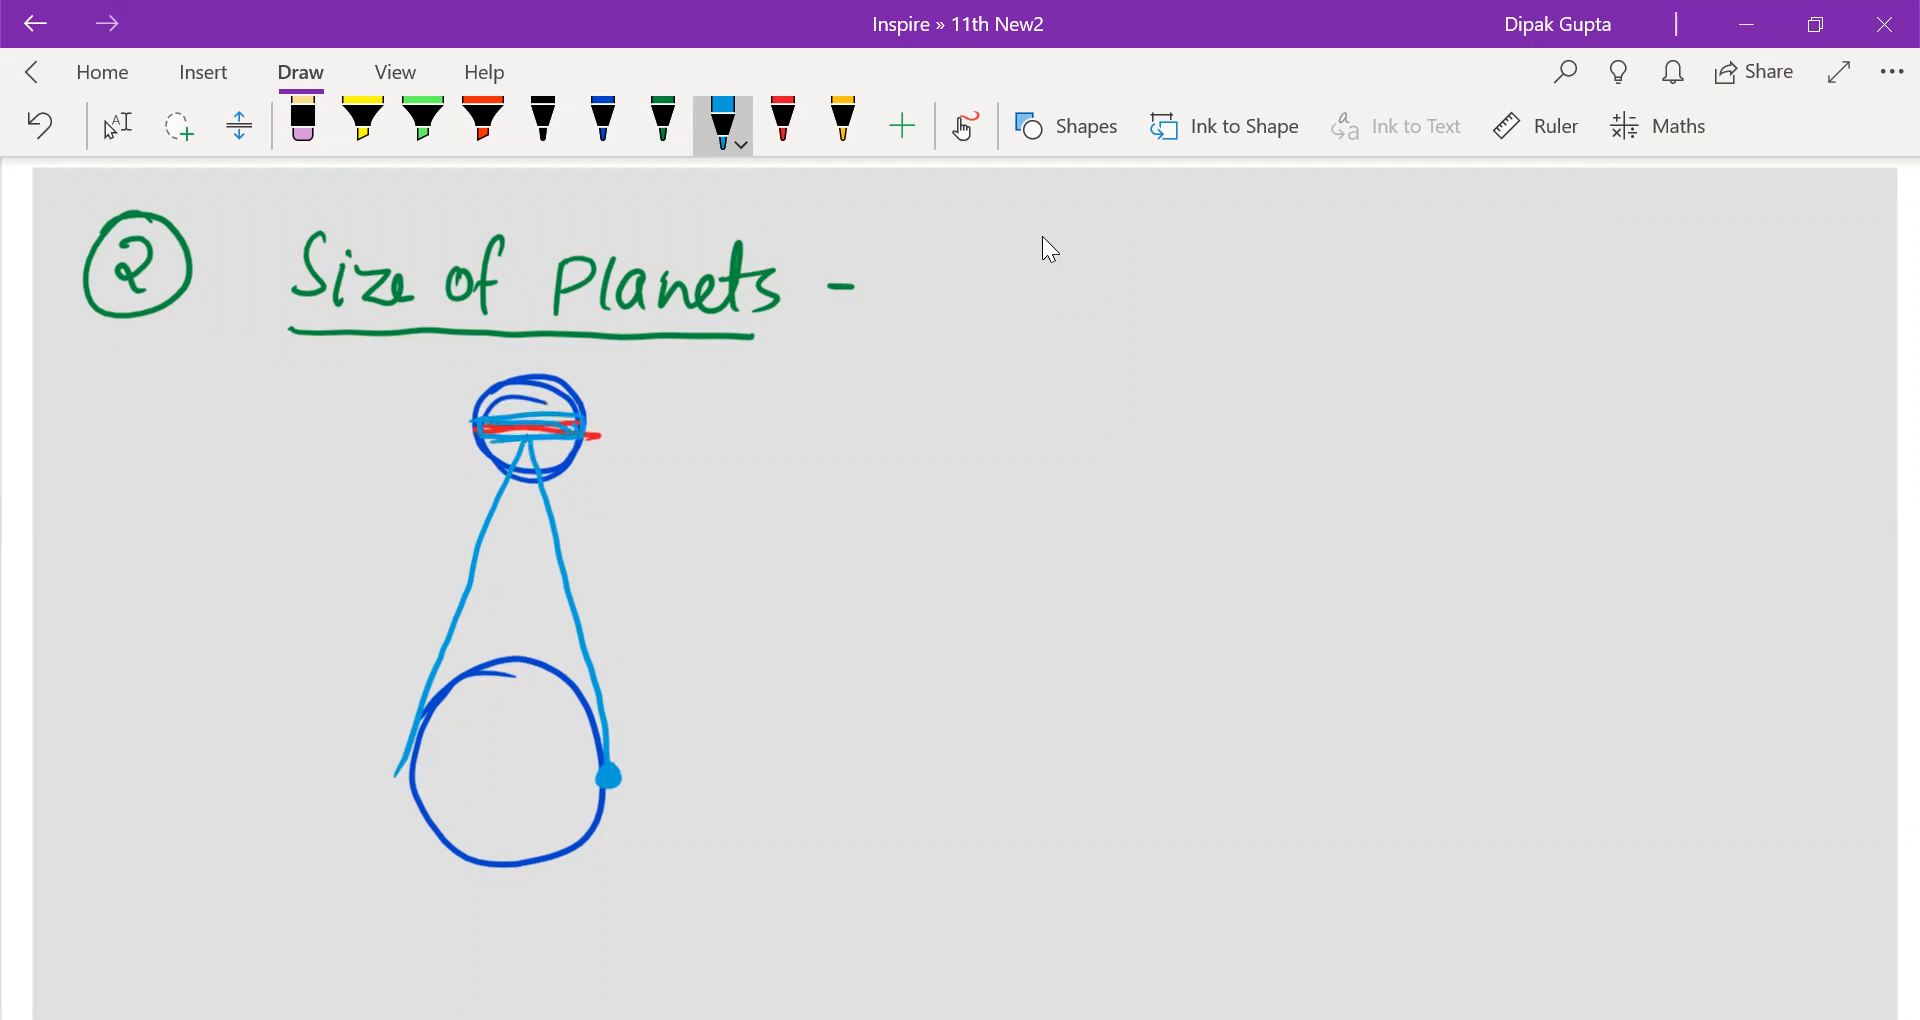 Inspire » 11th New2 Dipak Gupta
Home Insert Draw View Help Share
Shapes Ink to Shape Ink to Text Ruler Maths
② Size of Planets -